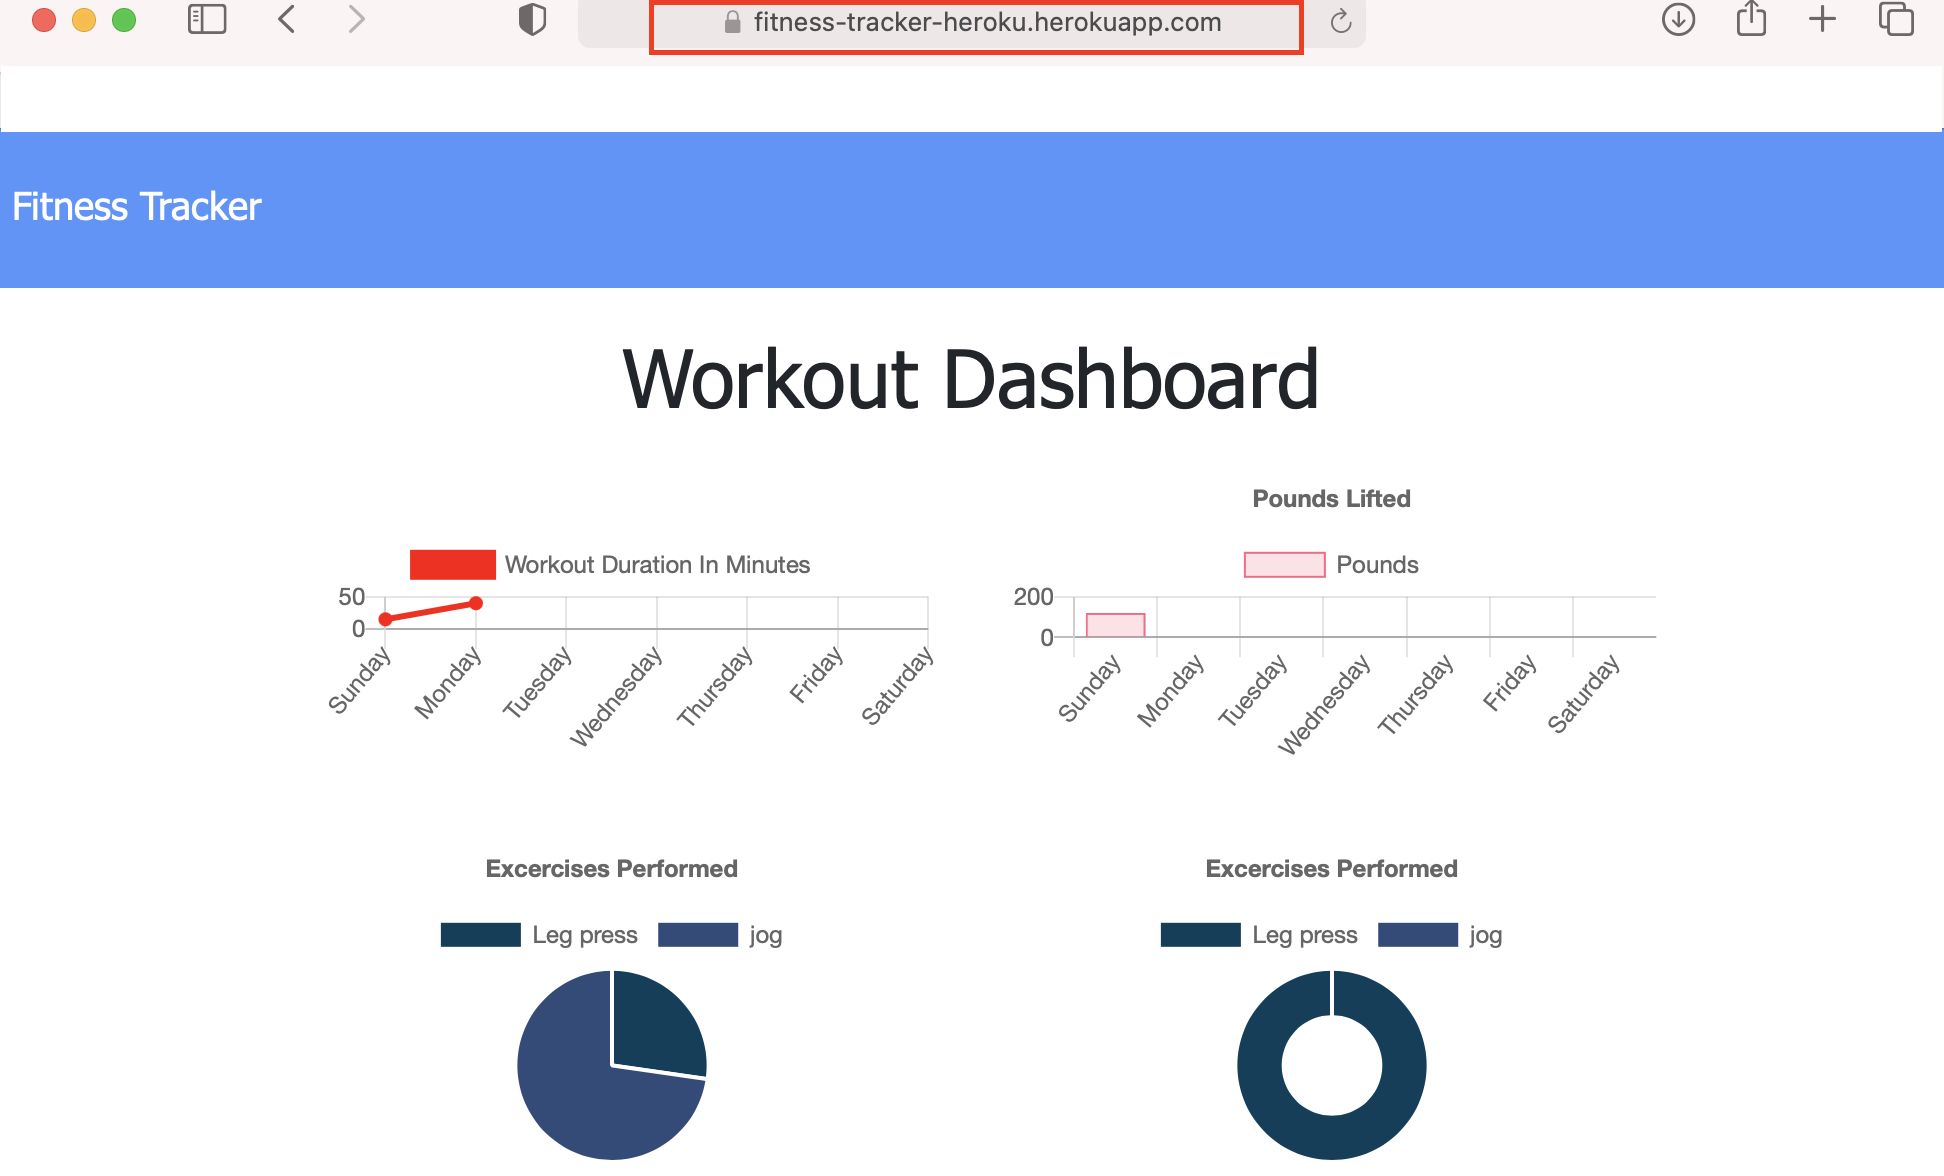 fitness-tracker-heroku.herokuapp.com
Fitness Tracker
Workout Dashboard
Workout Duration In Minutes
50
0
Sunday
Monday
Tuesday
Wednesday
Thursday
Friday
Saturday
Pounds Lifted
Pounds
200
0
Sunday
Monday
Tuesday
Wednesday
Thursday
Friday
Saturday
Excercises Performed
Leg press jog
Excercises Performed
Leg press jog